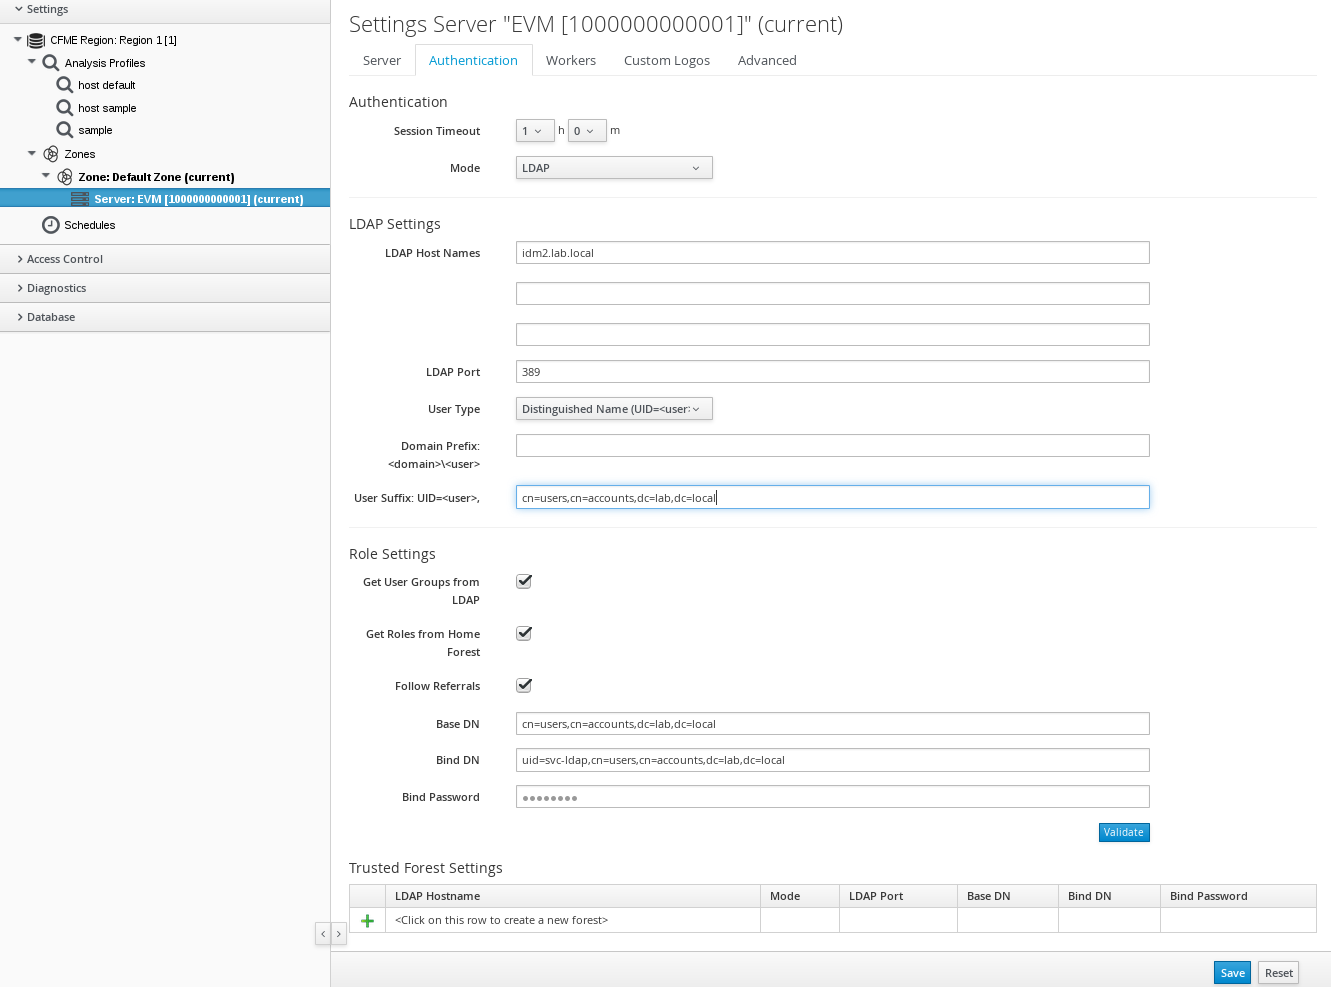 Settings
CFME Region: Region 1 [1]
Analysis Profiles
host default
host sample
sample
Zones
Zone: Default Zone (current)
Server: EVM [1000000000001] (current)
Schedules
Access Control
Diagnostics
Database
Settings Server "EVM [1000000000001]" (current)
Server Authentication Workers Custom Logos Advanced
Authentication
Session Timeout 1 h 0 m
Mode LDAP
LDAP Settings
LDAP Host Names idm2.lab.local
LDAP Port 389
User Type Distinguished Name (UID=<user>
Domain Prefix:
<domain>\<user>
User Suffix: UID=<user>, cn=users,cn=accounts,dc=lab,dc=local
Role Settings
Get User Groups from
LDAP
Get Roles from Home
Forest
Follow Referrals
Base DN cn=users,cn=accounts,dc=lab,dc=local
Bind DN uid=svc-ldap,cn=users,cn=accounts,dc=lab,dc=local
Bind Password ●●●●●●●●
Validate
Trusted Forest Settings
LDAP Hostname Mode LDAP Port Base DN Bind DN Bind Password
<Click on this row to create a new forest>
Save Reset